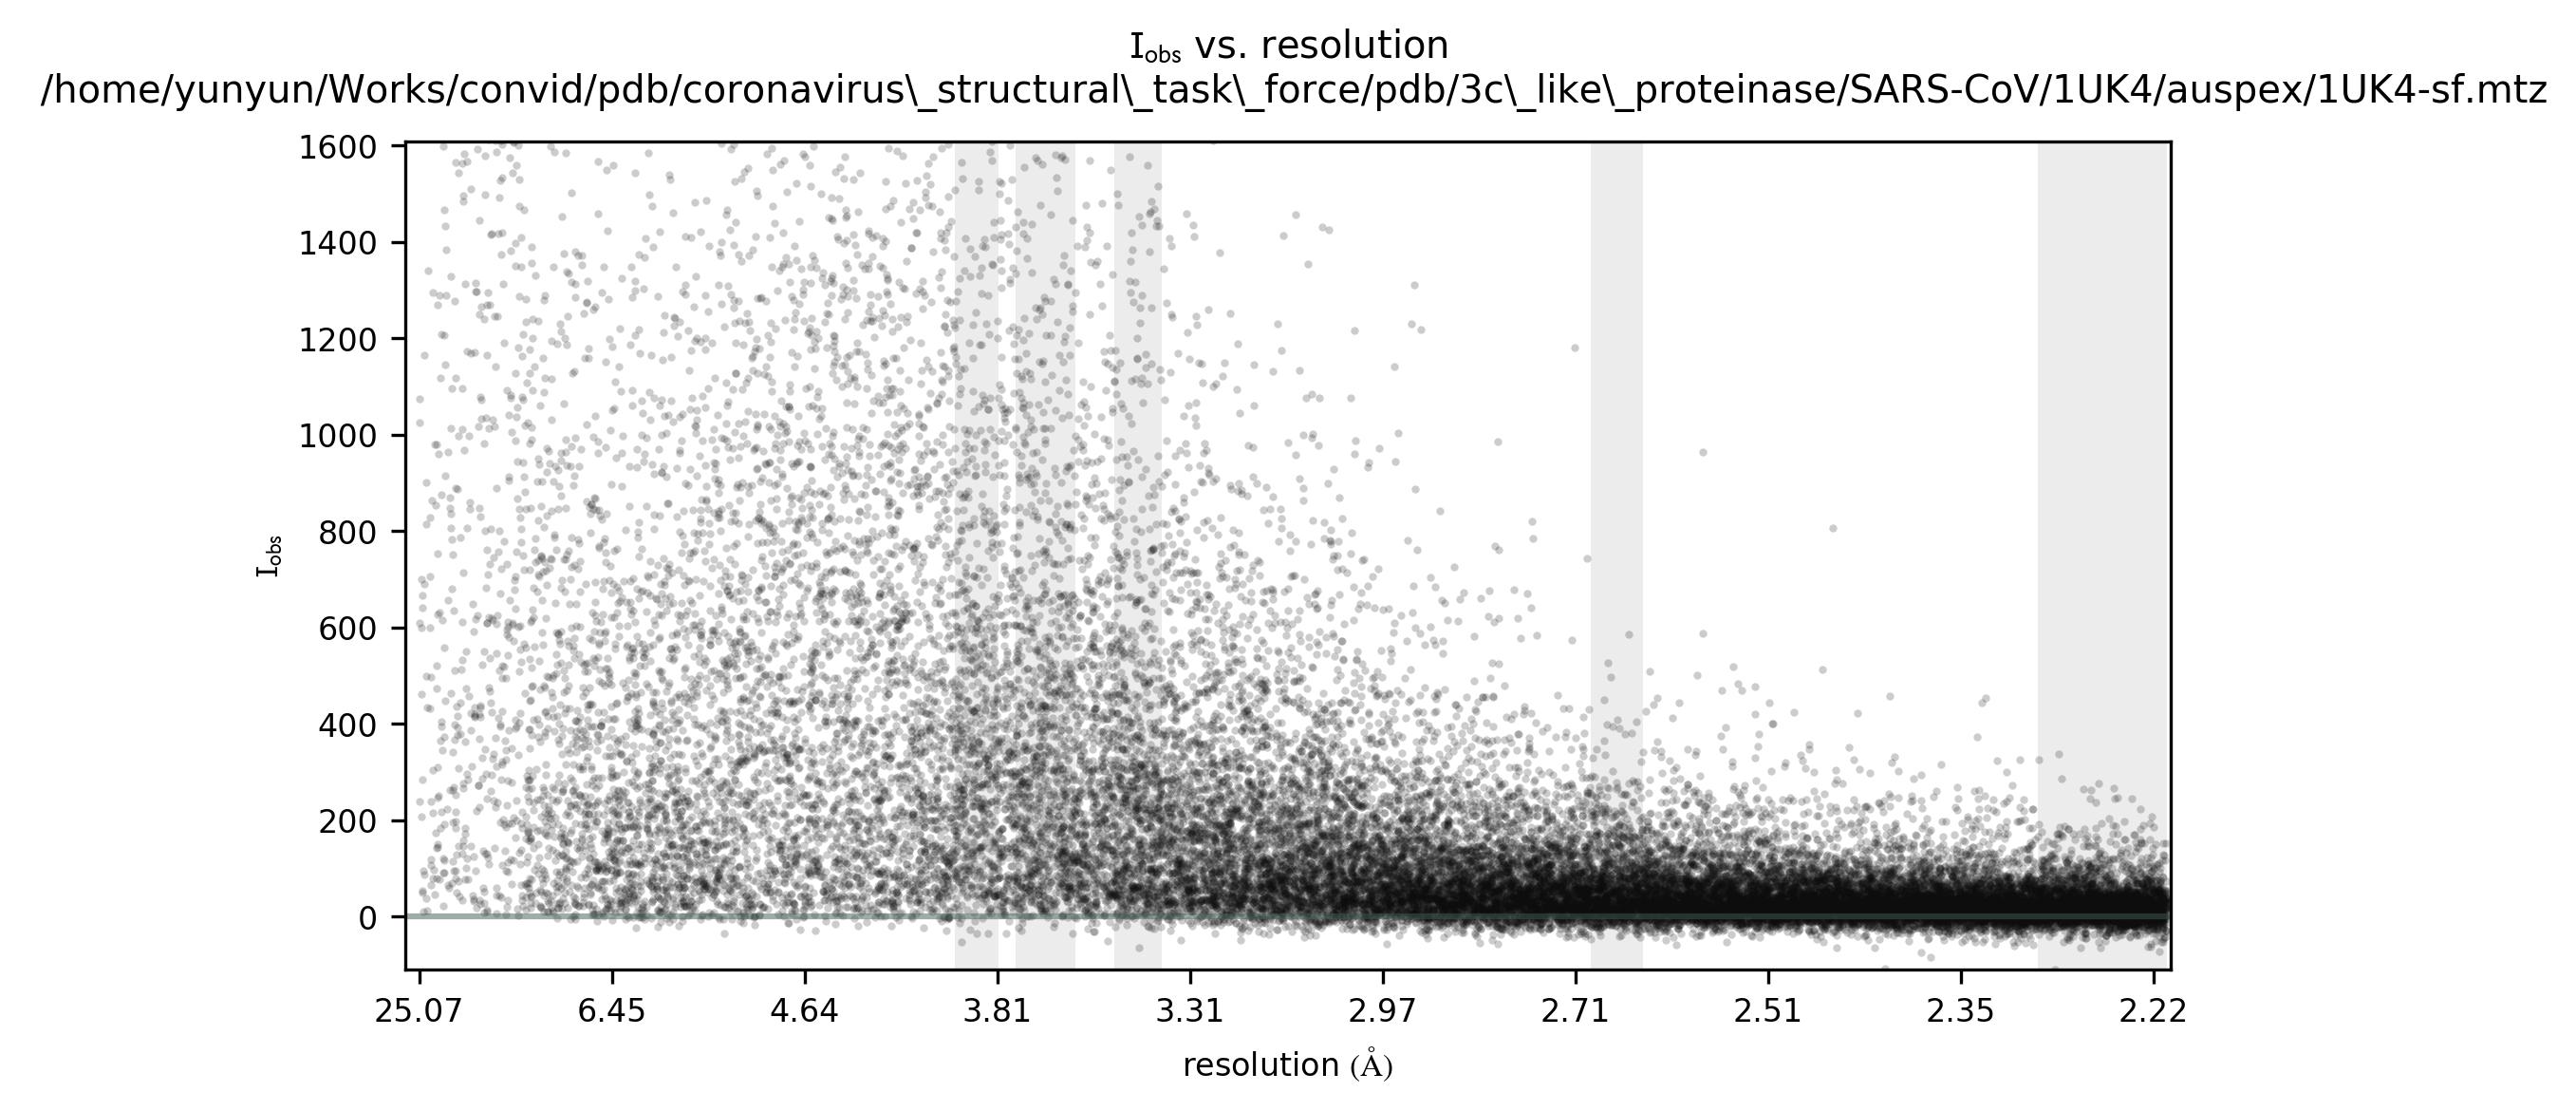 I_obs vs. resolution
/home/yunyun/Works/convid/pdb/coronavirus\_structural\_task\_force/pdb/3c\_like\_proteinase/SARS-CoV/1UK4/auspex/1UK4-sf.mtz
1600
1400
1200
1000
800
600
400
200
0
I_obs
25.07 6.45 4.64 3.81 3.31 2.97 2.71 2.51 2.35 2.22
resolution (Å)